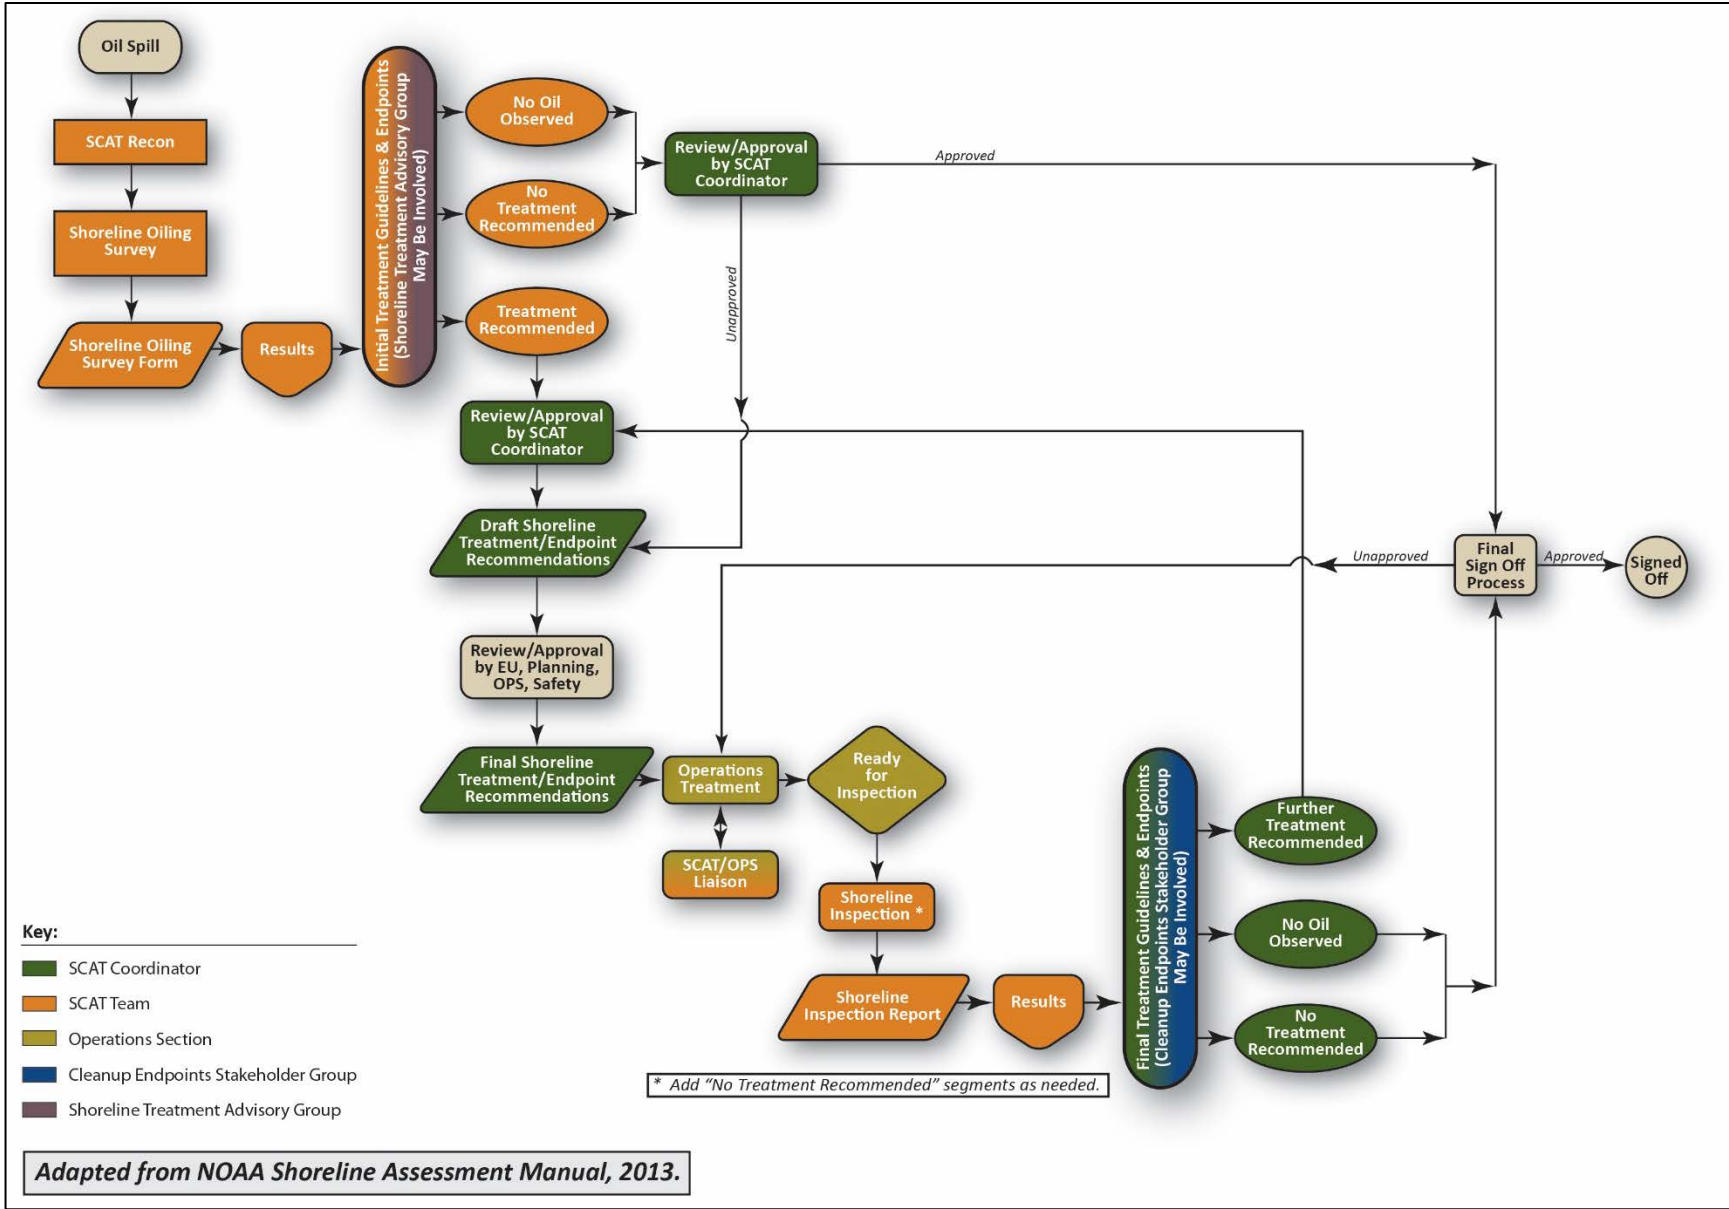 Oil Spill
SCAT Recon
Shoreline Oiling
Survey
Shoreline Oiling
Survey Form
Results
Initial Treatment Guidelines & Endpoints
(Shoreline Treatment Advisory Group
May Be Involved)
No Oil
Observed
No
Treatment
Recommended
Treatment
Recommended
Review/Approval
by SCAT
Coordinator
Approved
Unapproved
Review/Approval
by SCAT
Coordinator
Draft Shoreline
Treatment/Endpoint
Recommendations
Review/Approval
by EU, Planning,
OPS, Safety
Final Shoreline
Treatment/Endpoint
Recommendations
Operations
Treatment
SCAT/OPS
Liaison
Ready
for
Inspection
Shoreline
Inspection *
Shoreline
Inspection Report
Results
Final Treatment Guidelines & Endpoints
(Cleanup Endpoints Stakeholder Group
May Be Involved)
Further
Treatment
Recommended
No Oil
Observed
No
Treatment
Recommended
Unapproved
Final
Sign Off
Process
Approved
Signed
Off
* Add “No Treatment Recommended” segments as needed.
Key:
SCAT Coordinator
SCAT Team
Operations Section
Cleanup Endpoints Stakeholder Group
Shoreline Treatment Advisory Group
Adapted from NOAA Shoreline Assessment Manual, 2013.